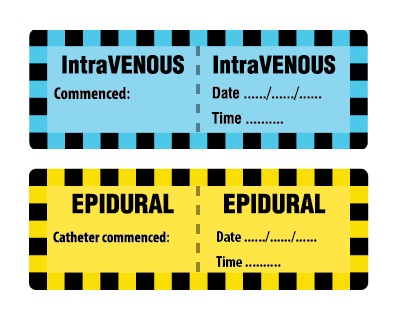 IntraVENOUS IntraVENOUS
Commenced: Date ....../....../......
Time ..........
EPIDURAL EPIDURAL
Catheter commenced: Date ....../....../......
Time ..........